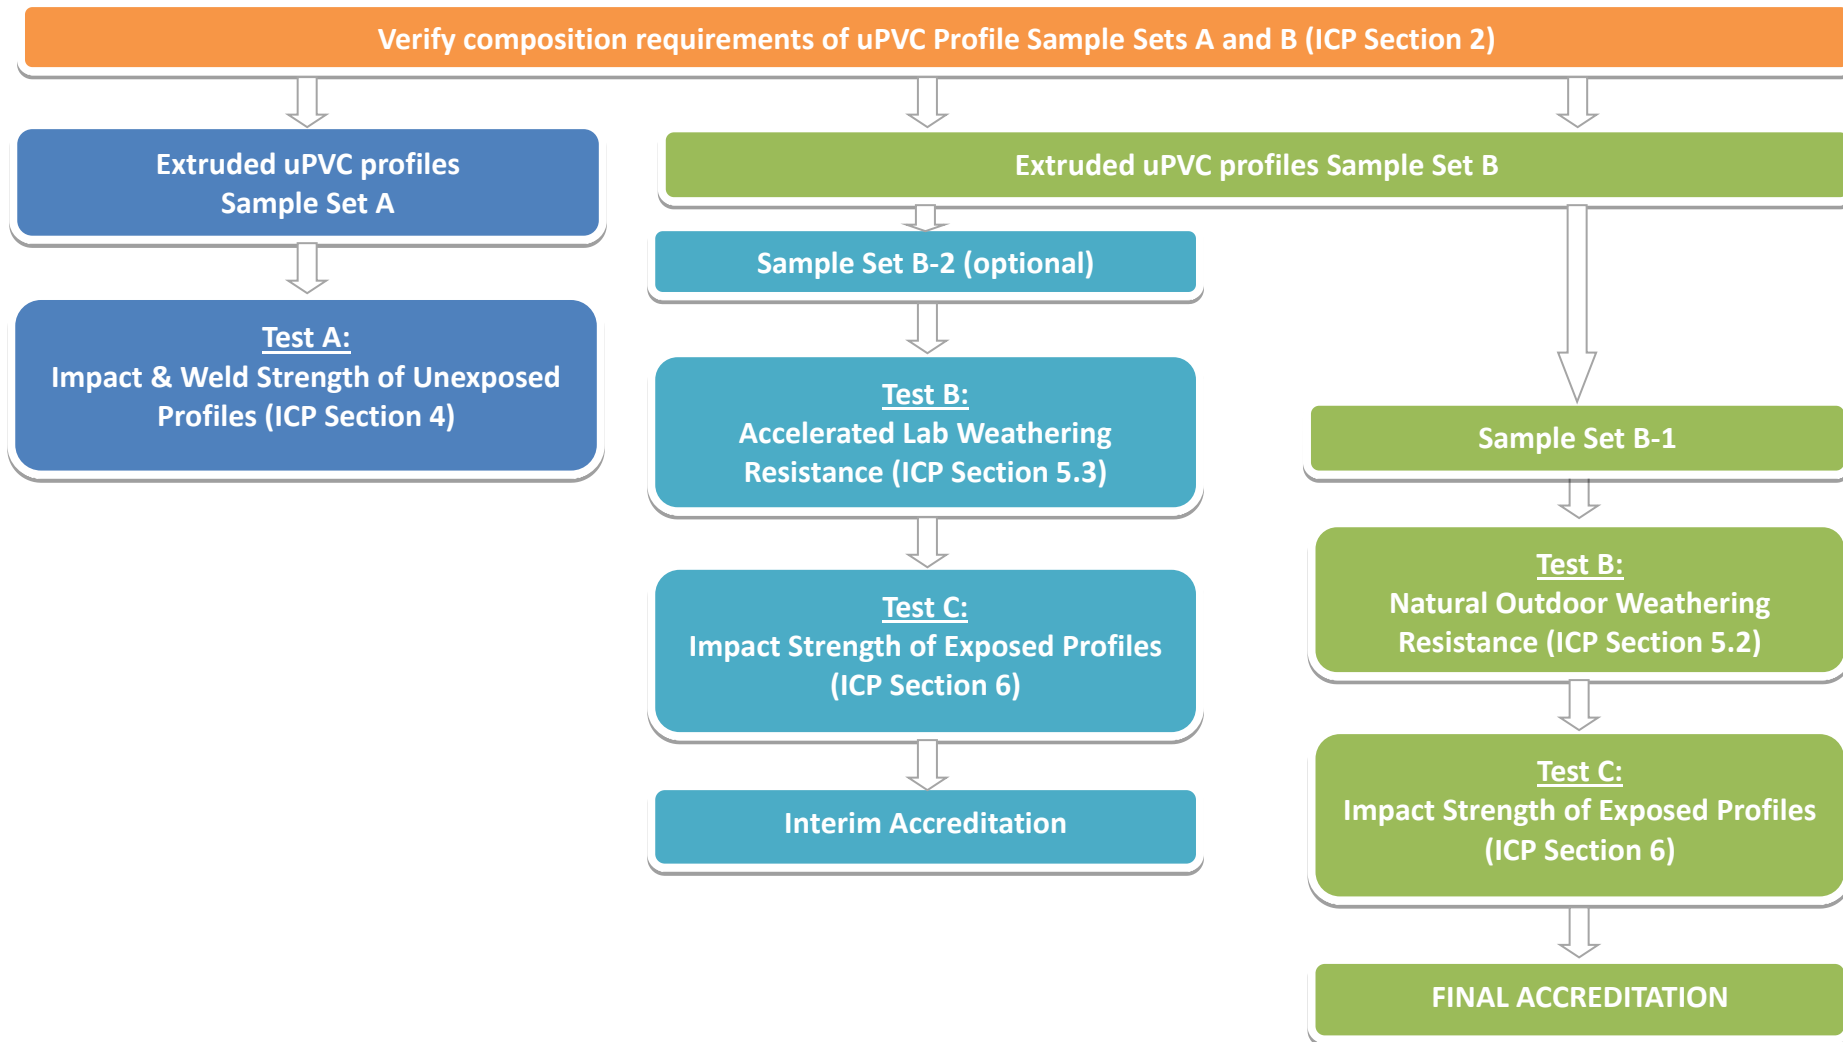 Verify composition requirements of uPVC Profile Sample Sets A and B (ICP Section 2)
Extruded uPVC profiles
Sample Set A
Test A:
Impact & Weld Strength of Unexposed
Profiles (ICP Section 4)
Extruded uPVC profiles Sample Set B
Sample Set B-2 (optional)
Test B:
Accelerated Lab Weathering
Resistance (ICP Section 5.3)
Test C:
Impact Strength of Exposed Profiles
(ICP Section 6)
Interim Accreditation
Sample Set B-1
Test B:
Natural Outdoor Weathering
Resistance (ICP Section 5.2)
Test C:
Impact Strength of Exposed Profiles
(ICP Section 6)
FINAL ACCREDITATION